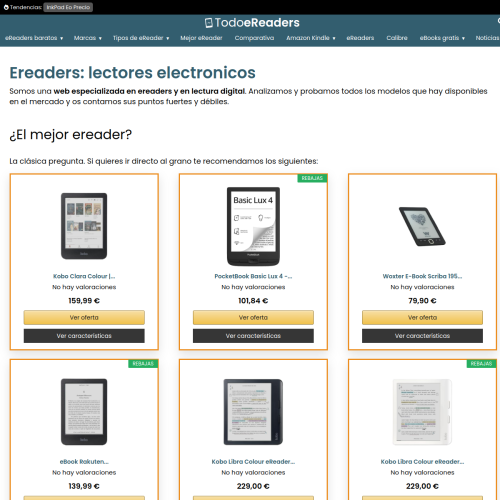 Tendencias: InkPad Eo Precio
TodoeReaders
eReaders baratos ▾ Marcas ▾ Tipos de eReader ▾ Mejor eReader Comparativa Amazon Kindle ▾ eReaders Calibre eBooks gratis ▾ Noticias
Ereaders: lectores electronicos
Somos una web especializada en ereaders y en lectura digital. Analizamos y probamos todos los modelos que hay disponibles
en el mercado y os contamos sus puntos fuertes y débiles.
¿El mejor ereader?
La clásica pregunta. Si quieres ir directo al grano te recomendamos los siguientes:
REBAJAS
Basic Lux 4
Kobo Clara Colour |...
No hay valoraciones
159,99 €
Ver oferta
Ver características
PocketBook Basic Lux 4 -...
No hay valoraciones
101,84 €
Ver oferta
Ver características
Woxter E-Book Scriba 195...
No hay valoraciones
79,90 €
Ver oferta
Ver características
REBAJAS
REBAJAS
eBook Rakuten...
No hay valoraciones
139,99 €
Kobo Libra Colour eReader...
No hay valoraciones
229,00 €
Kobo Libra Colour eReader...
No hay valoraciones
229,00 €